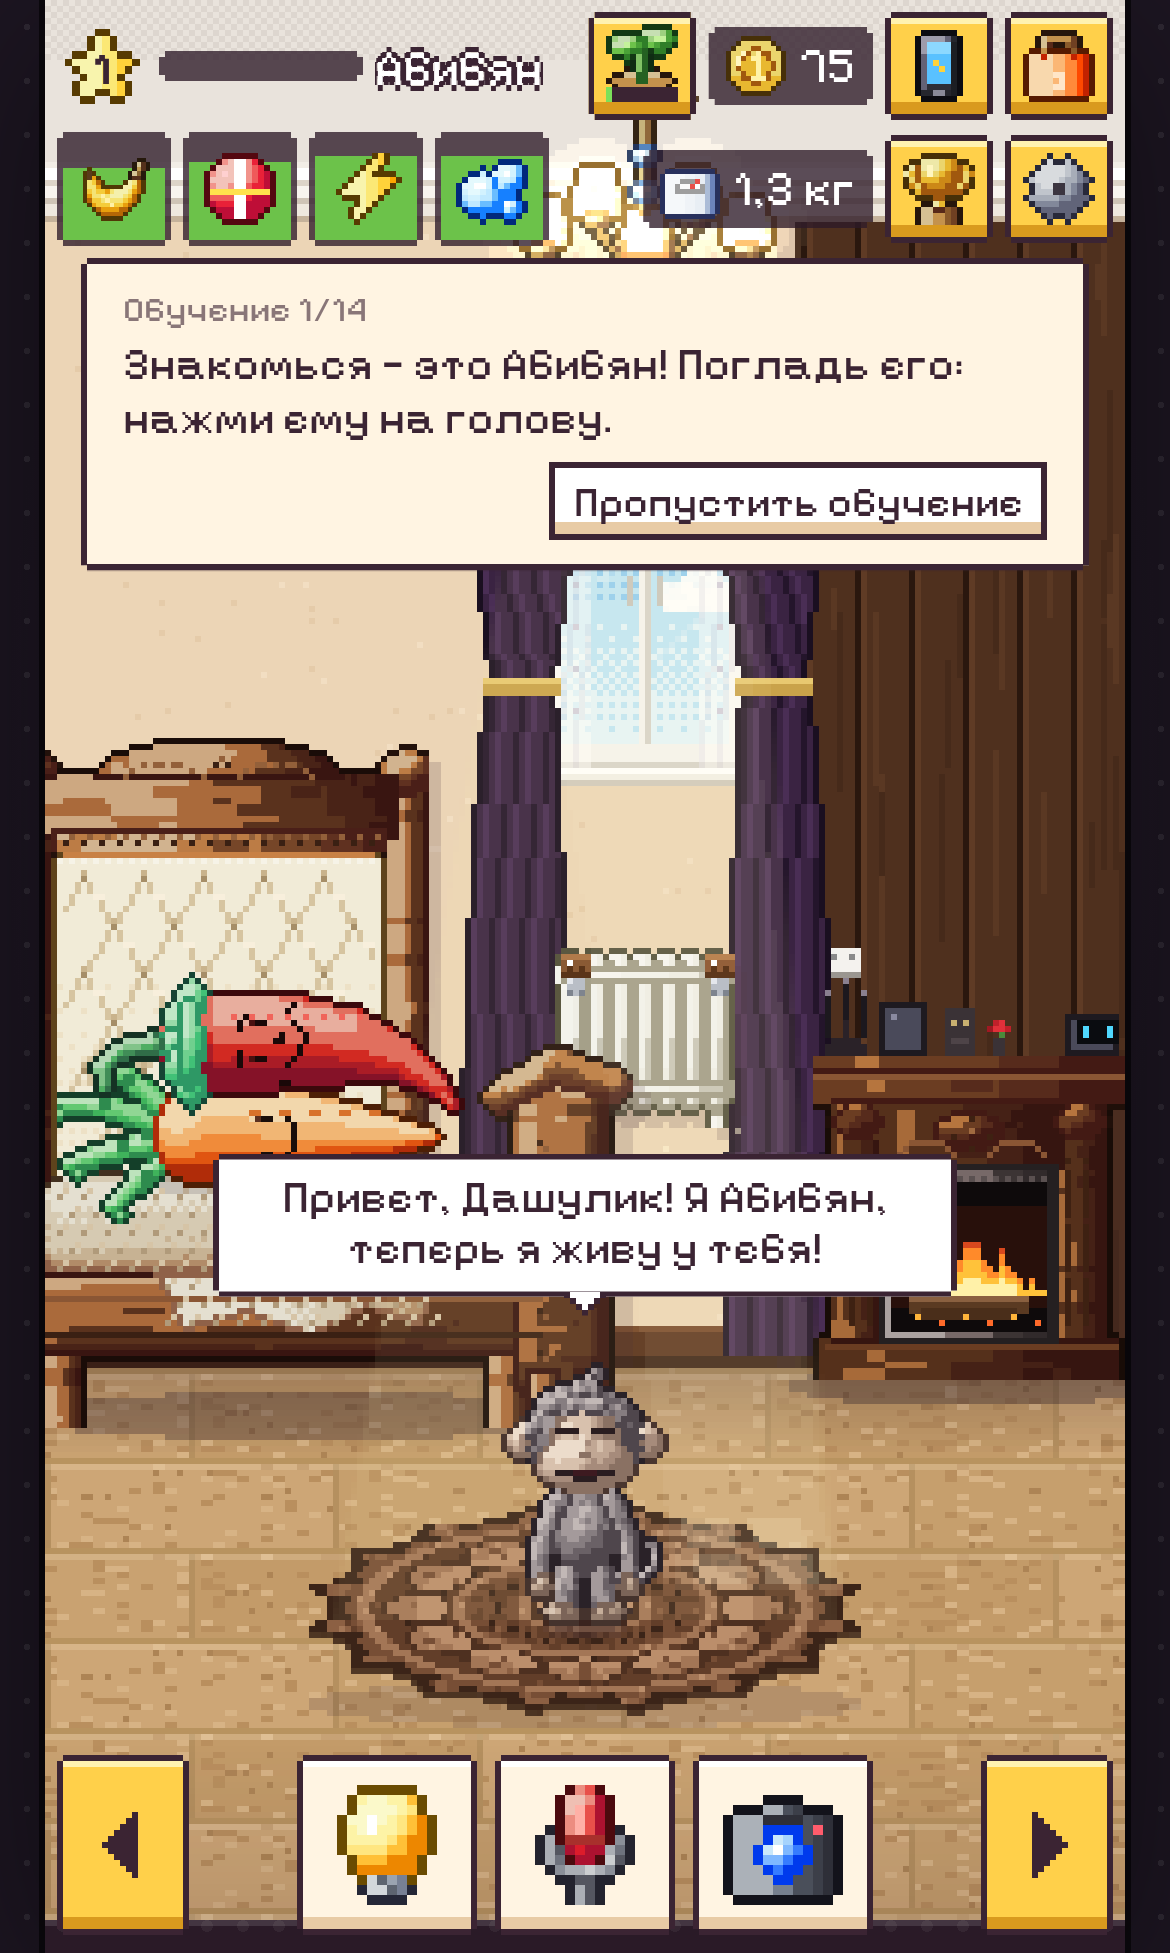 1
Абибян
15
1,3 кг
Обучение 1/14
Знакомься - это Абибян! Погладь его:
нажми ему на голову.
Пропустить обучение
Привет, Дашулик! Я Абибян,
теперь я живу у тебя!